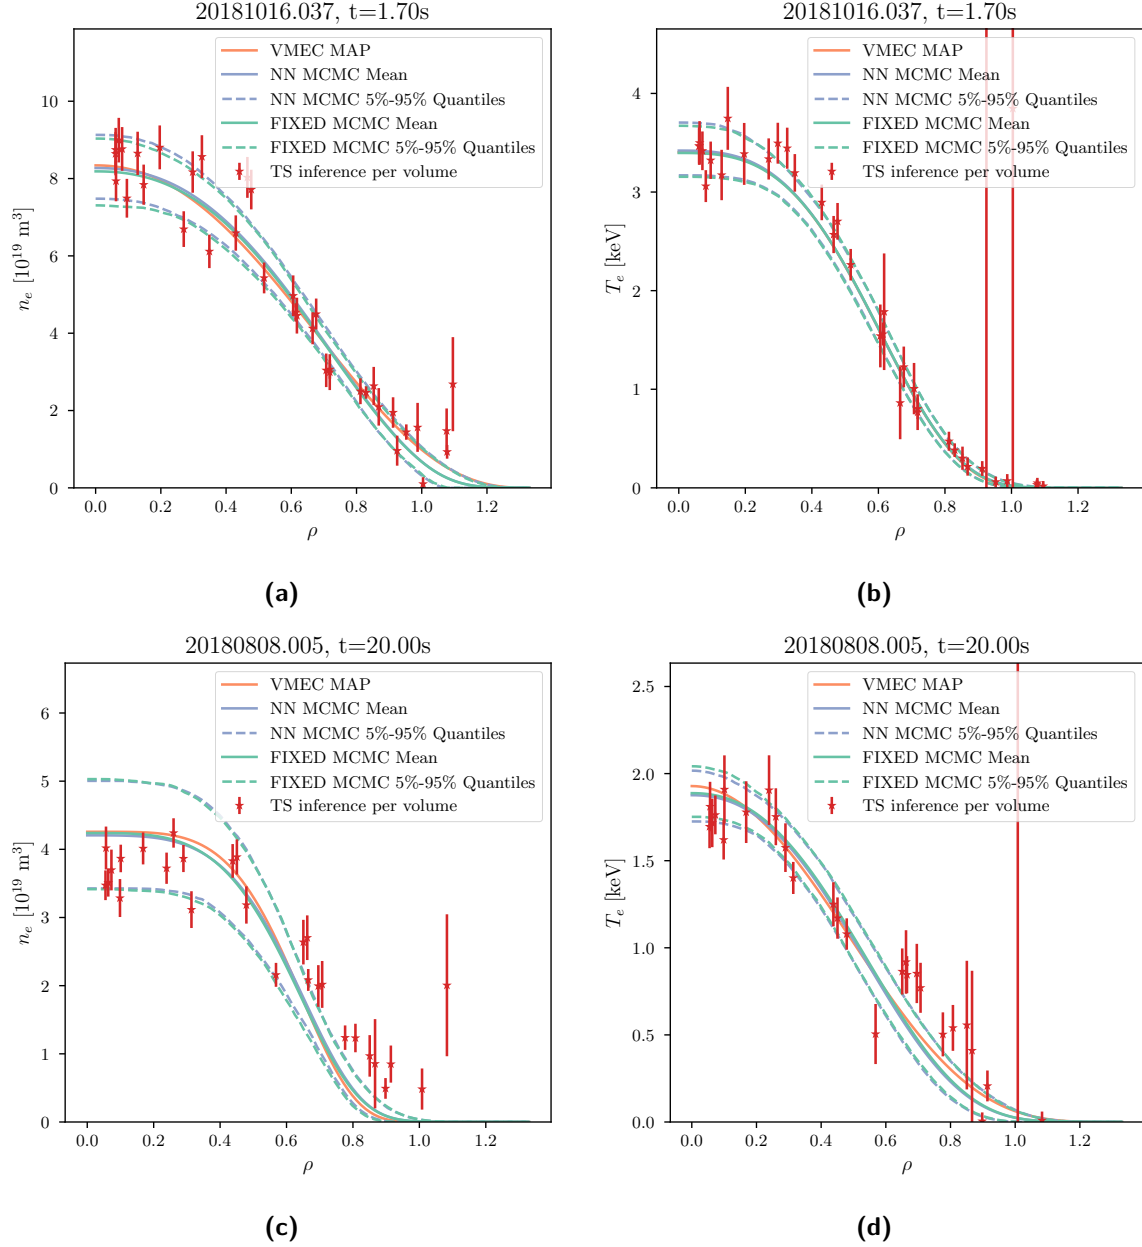 20181016.037, t=1.70s
VMEC MAP
NN MCMC Mean
NN MCMC 5%-95% Quantiles
FIXED MCMC Mean
FIXED MCMC 5%-95% Quantiles
TS inference per volume
n_e [10^19 m^3]
10
8
6
4
2
0
0.0 0.2 0.4 0.6 0.8 1.0 1.2
ρ
(a)
20181016.037, t=1.70s
VMEC MAP
NN MCMC Mean
NN MCMC 5%-95% Quantiles
FIXED MCMC Mean
FIXED MCMC 5%-95% Quantiles
TS inference per volume
T_e [keV]
4
3
2
1
0
0.0 0.2 0.4 0.6 0.8 1.0 1.2
ρ
(b)
20180808.005, t=20.00s
VMEC MAP
NN MCMC Mean
NN MCMC 5%-95% Quantiles
FIXED MCMC Mean
FIXED MCMC 5%-95% Quantiles
TS inference per volume
n_e [10^19 m^3]
6
5
4
3
2
1
0
0.0 0.2 0.4 0.6 0.8 1.0 1.2
ρ
(c)
20180808.005, t=20.00s
VMEC MAP
NN MCMC Mean
NN MCMC 5%-95% Quantiles
FIXED MCMC Mean
FIXED MCMC 5%-95% Quantiles
TS inference per volume
T_e [keV]
2.5
2.0
1.5
1.0
0.5
0.0
0.0 0.2 0.4 0.6 0.8 1.0 1.2
ρ
(d)